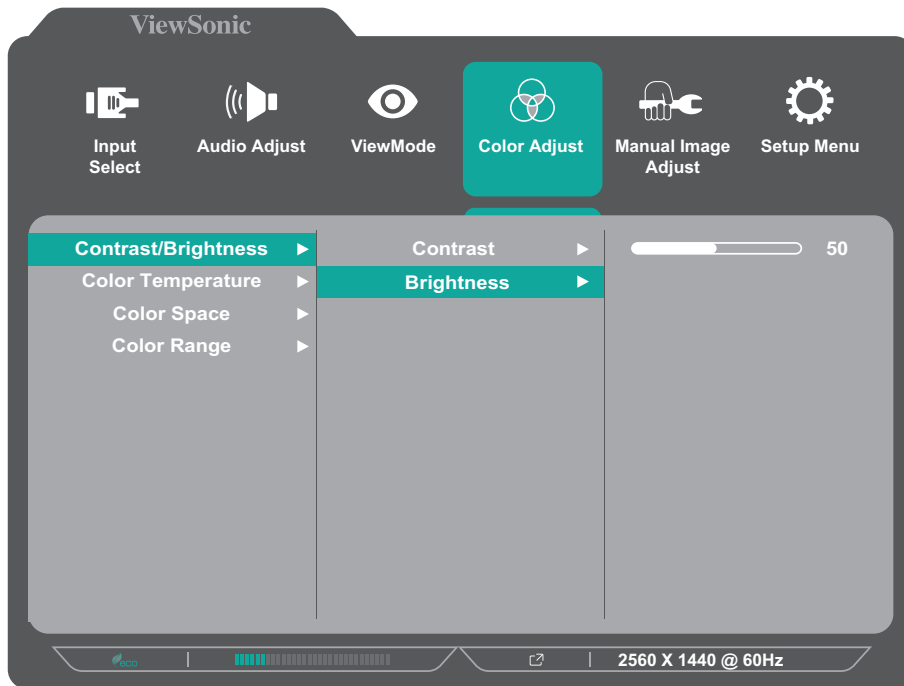 ViewSonic
Input
Select
Audio Adjust
ViewMode
Color Adjust
Manual Image
Adjust
Setup Menu
Contrast/Brightness
Color Temperature
Color Space
Color Range
Contrast
Brightness
50
eco
2560 X 1440 @ 60Hz